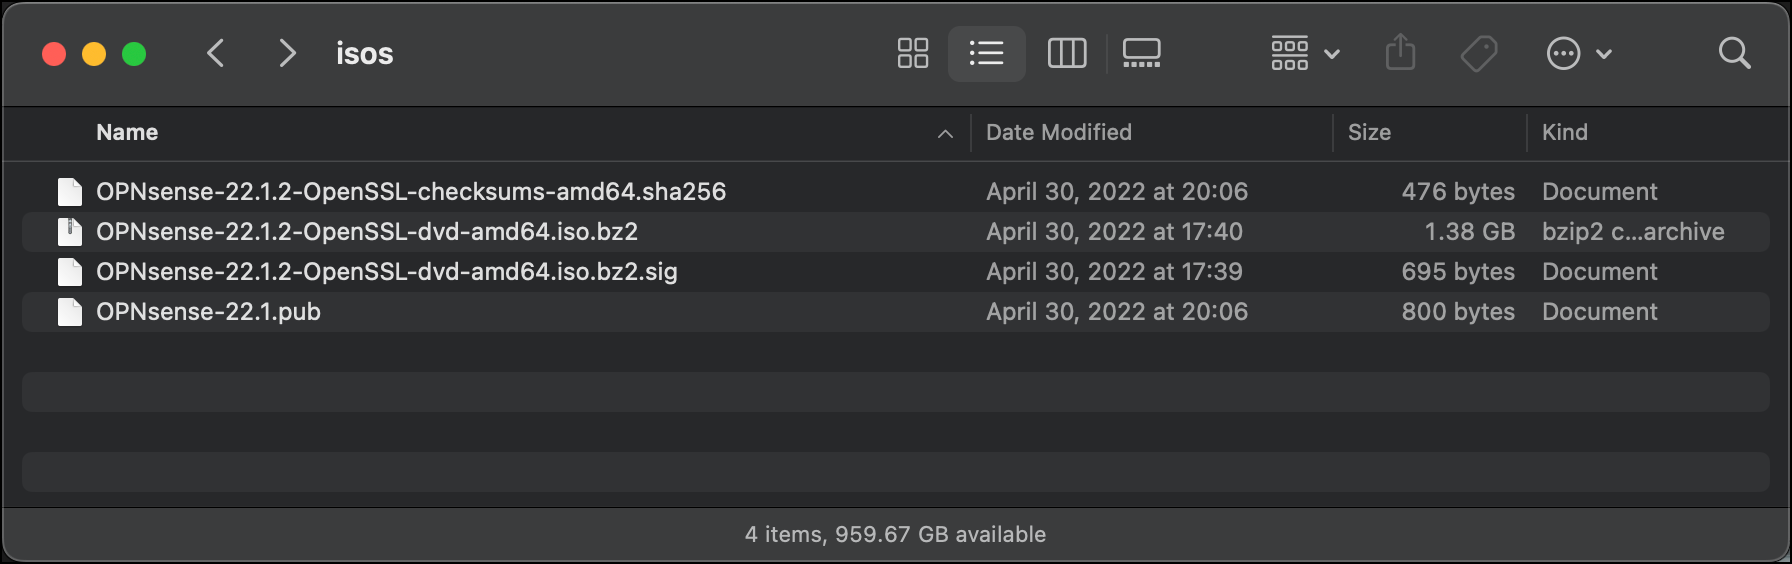 isos
Name Date Modified Size Kind
OPNsense-22.1.2-OpenSSL-checksums-amd64.sha256 April 30, 2022 at 20:06 476 bytes Document
OPNsense-22.1.2-OpenSSL-dvd-amd64.iso.bz2 April 30, 2022 at 17:40 1.38 GB bzip2 c...archive
OPNsense-22.1.2-OpenSSL-dvd-amd64.iso.bz2.sig April 30, 2022 at 17:39 695 bytes Document
OPNsense-22.1.pub April 30, 2022 at 20:06 800 bytes Document
4 items, 959.67 GB available